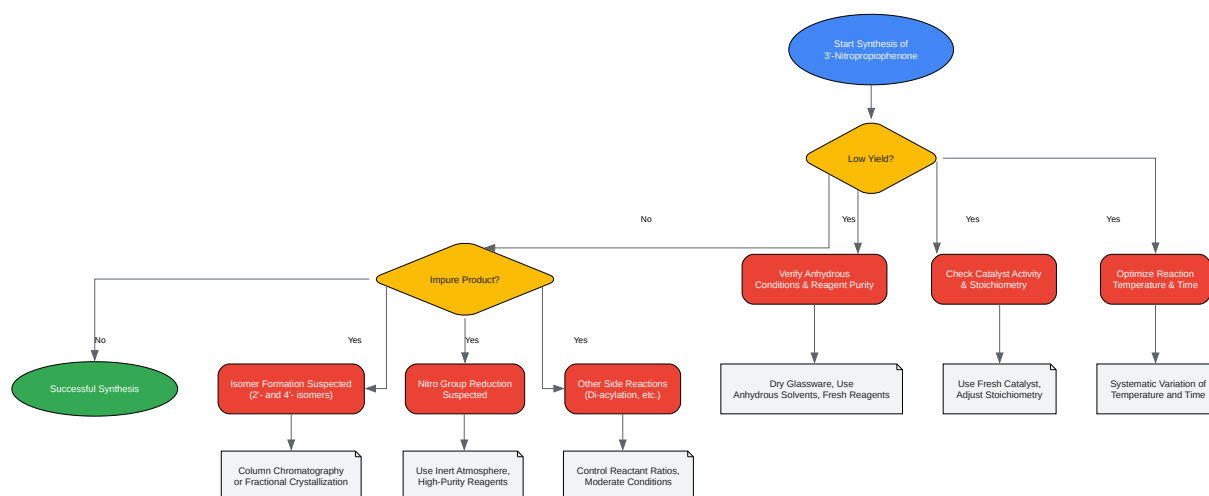 Start Synthesis of
3'-Nitropropiophenone
Low Yield?
No
Yes
Yes
Yes
Impure Product?
Verify Anhydrous
Conditions & Reagent Purity
Check Catalyst Activity
& Stoichiometry
Optimize Reaction
Temperature & Time
No
Yes
Yes
Yes
Successful Synthesis
Isomer Formation Suspected
(2'- and 4'- isomers)
Nitro Group Reduction
Suspected
Other Side Reactions
(Di-acylation, etc.)
Dry Glassware, Use
Anhydrous Solvents, Fresh Reagents
Use Fresh Catalyst,
Adjust Stoichiometry
Systematic Variation of
Temperature and Time
Column Chromatography
or Fractional Crystallization
Use Inert Atmosphere,
High-Purity Reagents
Control Reactant Ratios,
Moderate Conditions